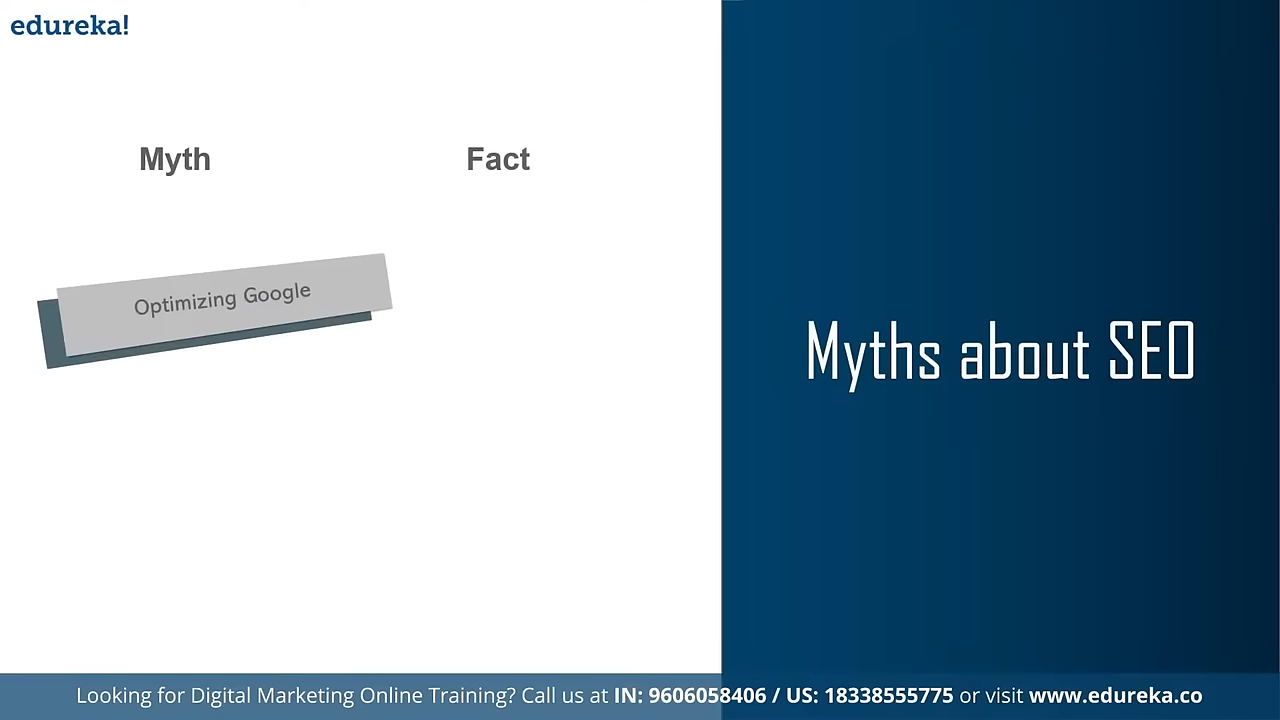 edureka!
Myth
Fact
Optimizing Google
Myths about SEO
Looking for Digital Marketing Online Training? Call us at IN: 9606058406 / US: 18338555775 or visit www.edureka.co